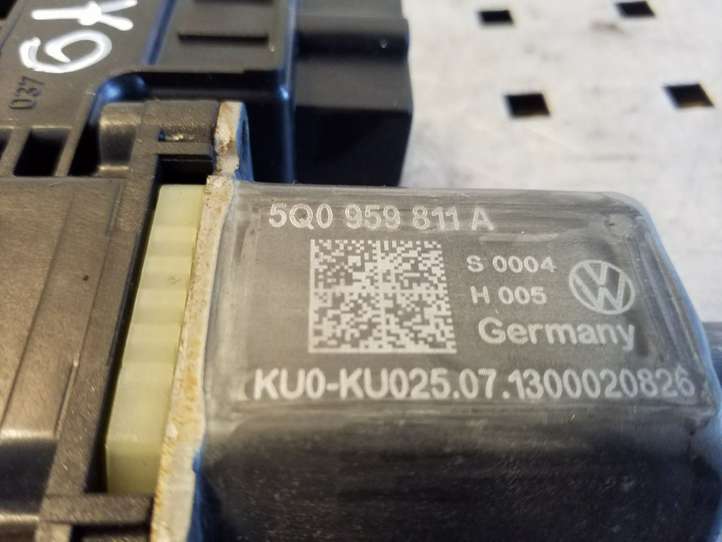 037
5Q0 959 811 A
S 0004
H 005
Germany
KU0-KU025.07.1300020826